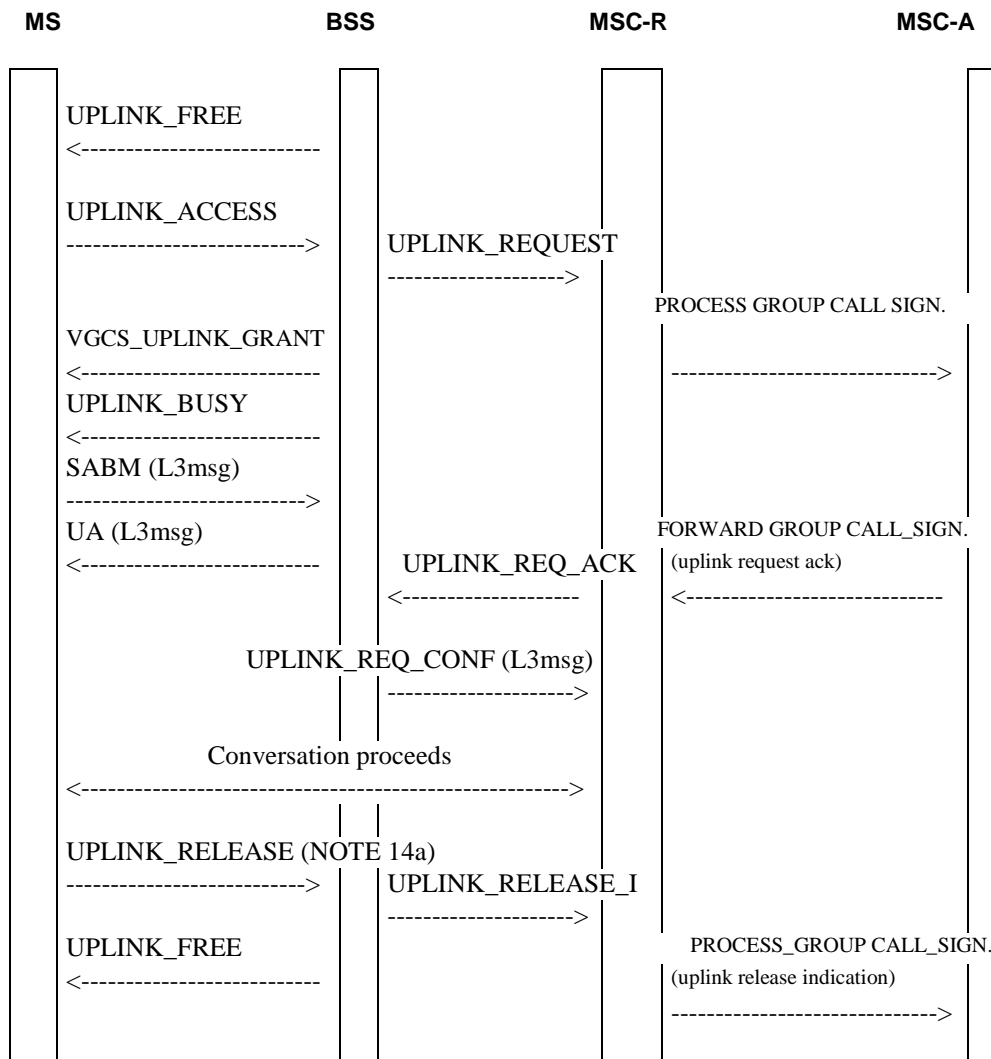 MS BSS MSC-R MSC-A
UPLINK_FREE
<---------------------------
UPLINK_ACCESS
---------------------------> UPLINK_REQUEST
-------------------->
PROCESS GROUP CALL SIGN.
VGCS_UPLINK_GRANT
<--------------------------- ------------------------------>
UPLINK_BUSY
<---------------------------
SABM (L3msg)
--------------------------->
UA (L3msg) FORWARD GROUP CALL_SIGN.
<--------------------------- UPLINK_REQ_ACK (uplink request ack)
<-------------------- <-----------------------------
UPLINK_REQ_CONF (L3msg)
--------------------->
Conversation proceeds
<------------------------------------------------------->
UPLINK_RELEASE (NOTE 14a)
---------------------------> UPLINK_RELEASE_I
--------------------->
UPLINK_FREE PROCESS_GROUP CALL_SIGN.
<--------------------------- (uplink release indication)
------------------------------>